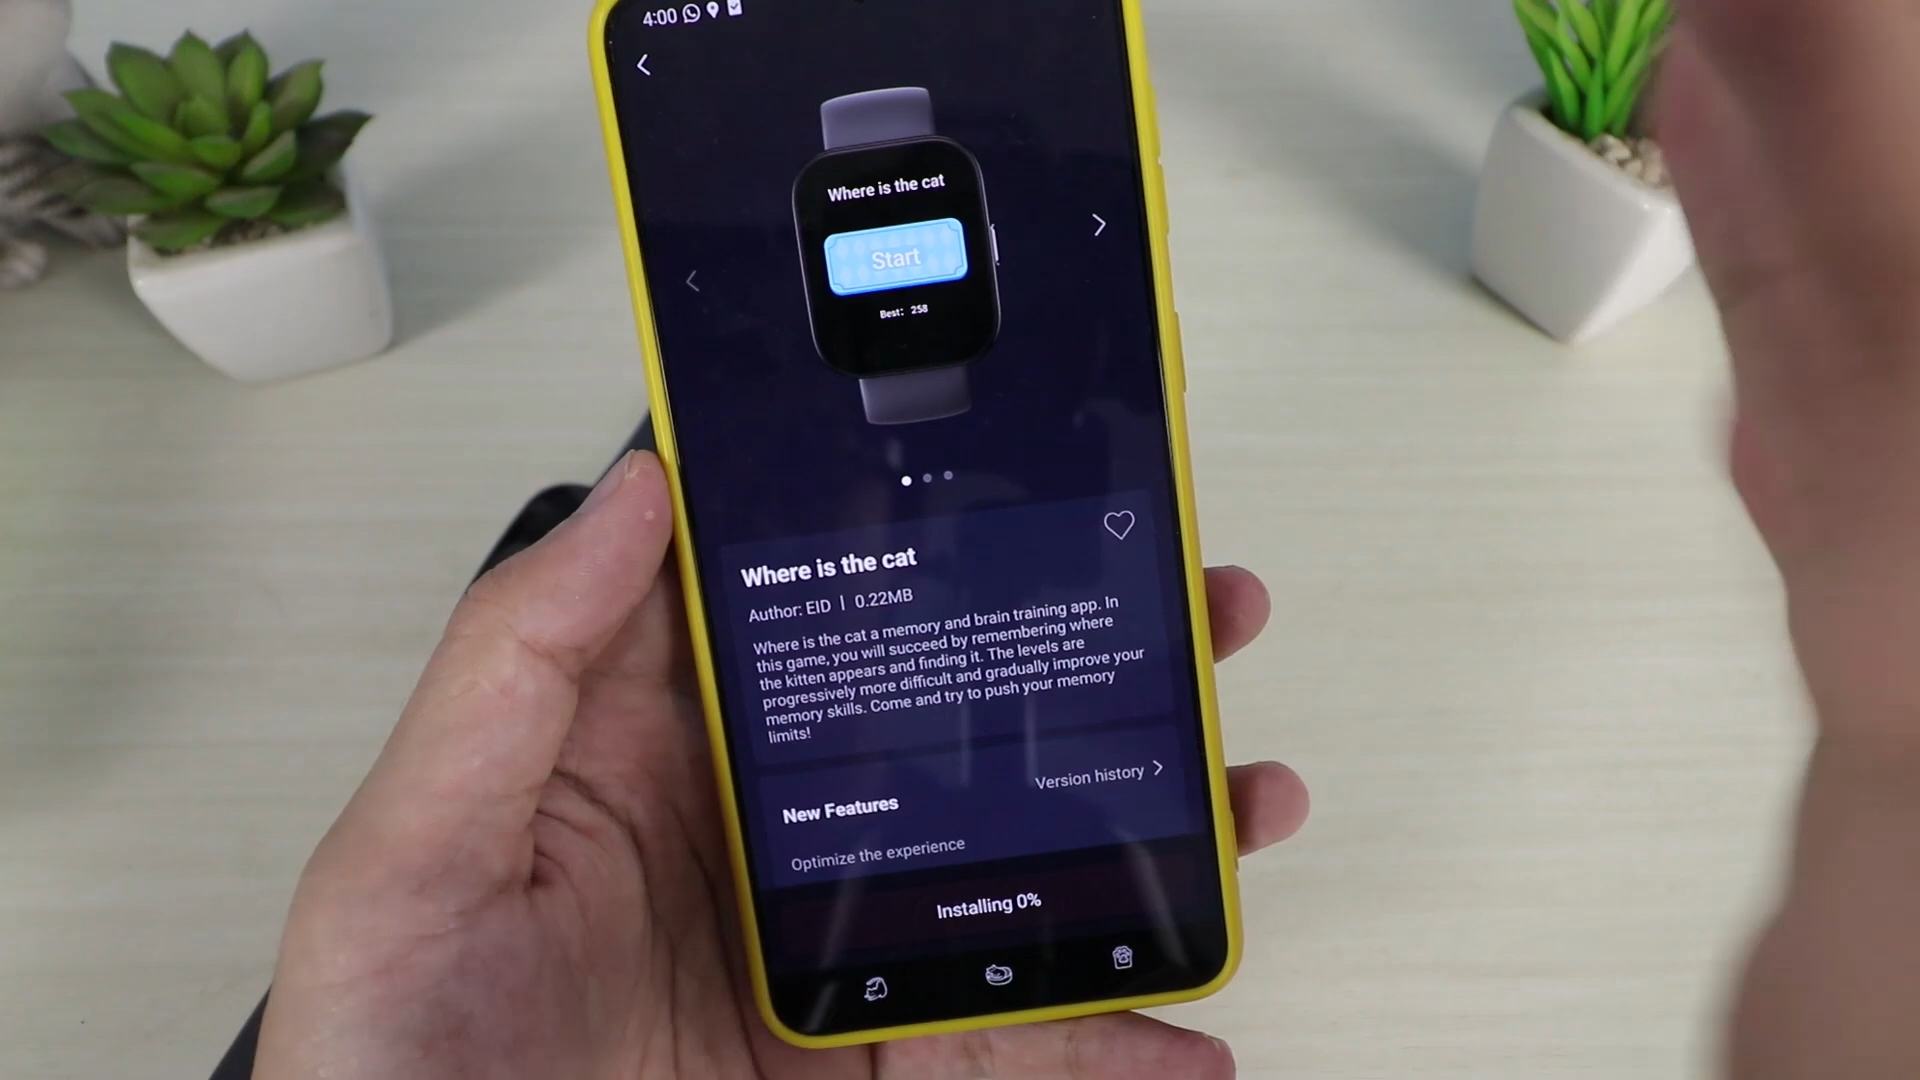 4:00
Where is the cat
Start
Best: 258
Where is the cat
Author: EID | 0.22MB
Where is the cat a memory and brain training app. In
this game, you will succeed by remembering where
the kitten appears and finding it. The levels are
progressively more difficult and gradually improve your
memory skills. Come and try to push your memory
limits!
Version history
New Features
Optimize the experience
Installing 0%